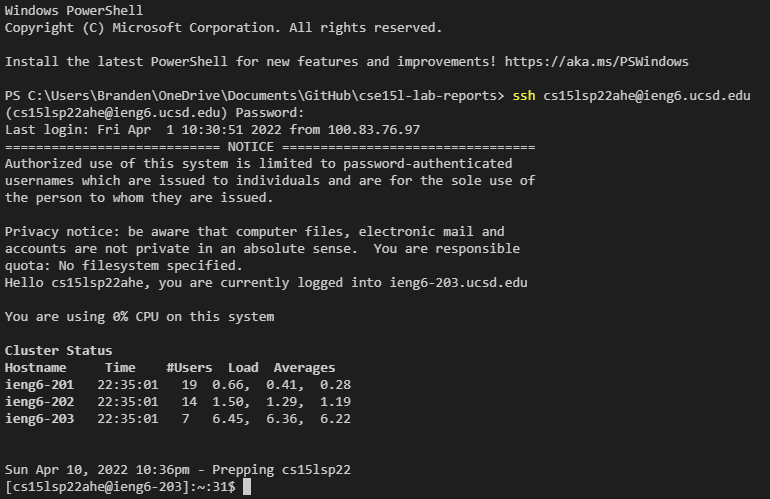 Windows PowerShell
Copyright (C) Microsoft Corporation. All rights reserved.
Install the latest PowerShell for new features and improvements! https://aka.ms/PSWindows
PS C:\Users\Branden\OneDrive\Documents\GitHub\cse15l-lab-reports> ssh cs15lsp22ahe@ieng6.ucsd.edu
(cs15lsp22ahe@ieng6.ucsd.edu) Password:
Last login: Fri Apr  1 10:30:51 2022 from 100.83.76.97
============================ NOTICE =================================
Authorized use of this system is limited to password-authenticated
usernames which are issued to individuals and are for the sole use of
the person to whom they are issued.
Privacy notice: be aware that computer files, electronic mail and
accounts are not private in an absolute sense.  You are responsible
quota: No filesystem specified.
Hello cs15lsp22ahe, you are currently logged into ieng6-203.ucsd.edu
You are using 0% CPU on this system
Cluster Status
Hostname     Time    #Users  Load  Averages
ieng6-201   22:35:01   19  0.66,  0.41,  0.28
ieng6-202   22:35:01   14  1.50,  1.29,  1.19
ieng6-203   22:35:01   7   6.45,  6.36,  6.22
Sun Apr 10, 2022 10:36pm - Prepping cs15lsp22
[cs15lsp22ahe@ieng6-203]:~:31$